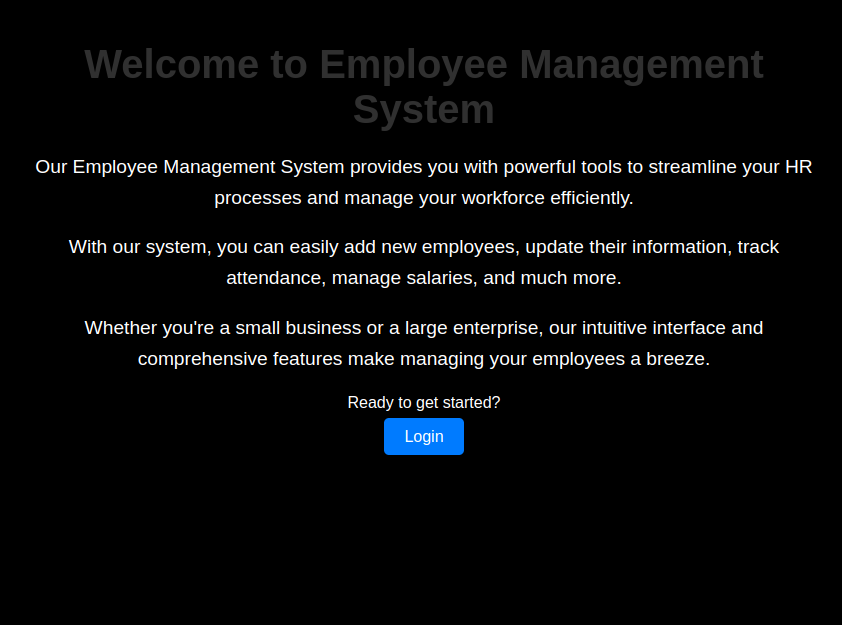 Welcome to Employee Management
System
Our Employee Management System provides you with powerful tools to streamline your HR
processes and manage your workforce efficiently.
With our system, you can easily add new employees, update their information, track
attendance, manage salaries, and much more.
Whether you're a small business or a large enterprise, our intuitive interface and
comprehensive features make managing your employees a breeze.
Ready to get started?
Login